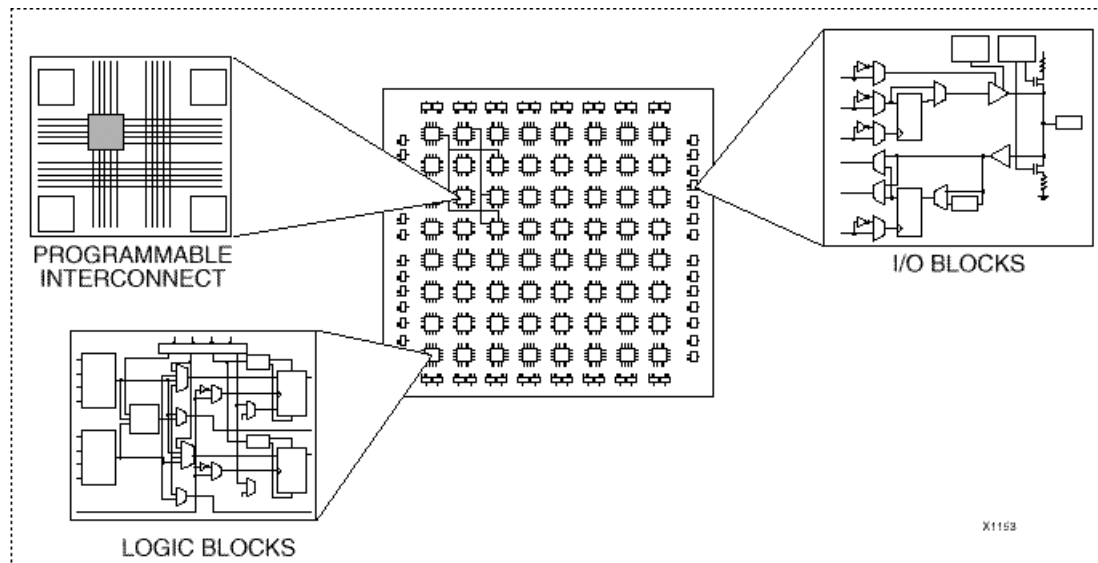 PROGRAMMABLE
INTERCONNECT
I/O BLOCKS
LOGIC BLOCKS
X1153